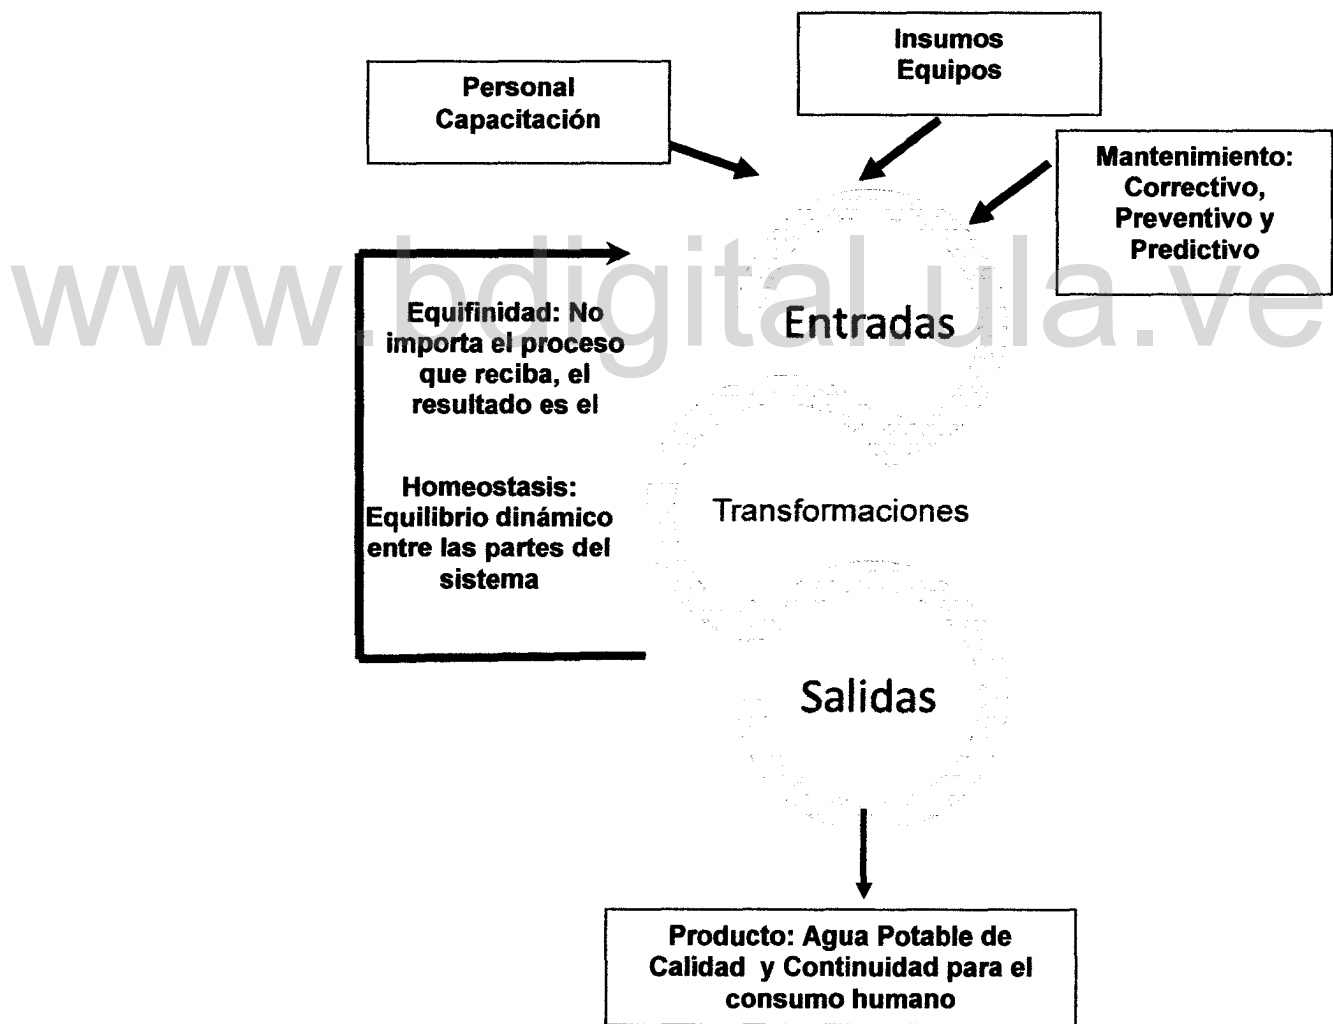 Insumos
Equipos
Personal
Capacitación
Mantenimiento:
Correctivo,
Preventivo y
Predictivo
www.bdigital.ula.ve
Equifinidad: No
importa el proceso
que reciba, el
resultado es el
Entradas
Homeostasis:
Equilibrio dinámico
entre las partes del
sistema
Transformaciones
Salidas
Producto: Agua Potable de
Calidad y Continuidad para el
consumo humano